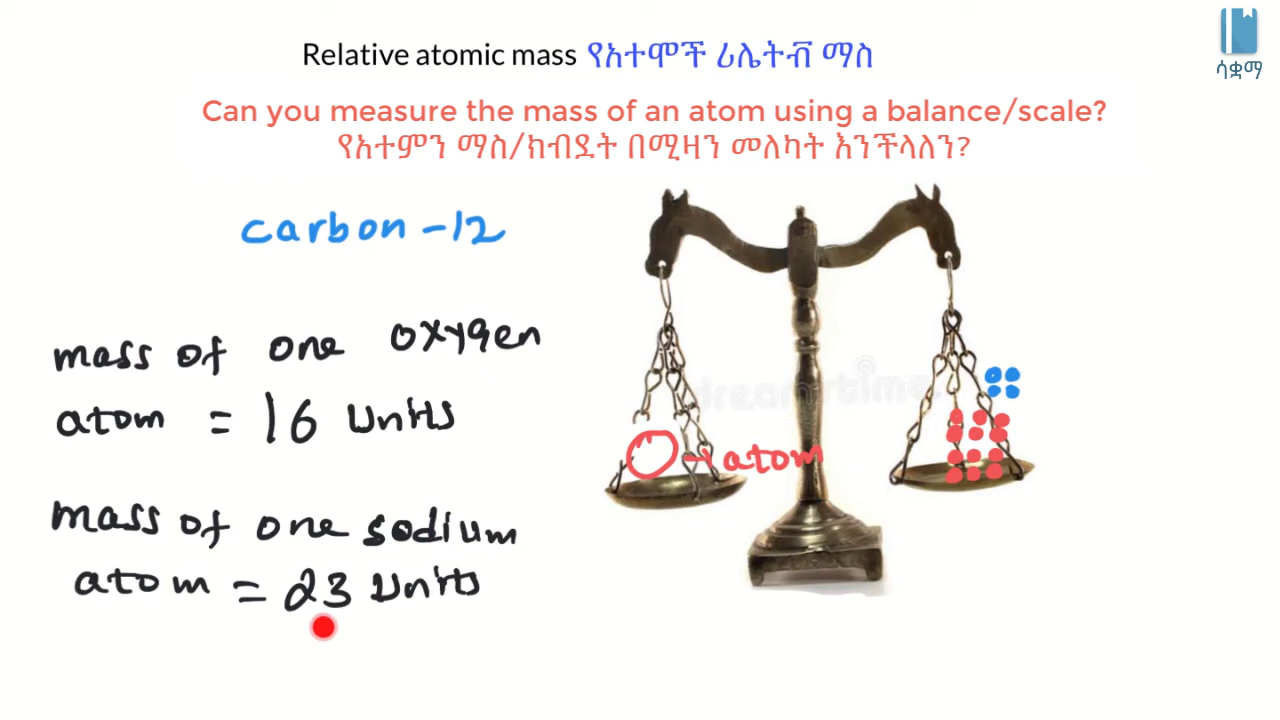 Relative atomic mass የአተሞች ሪሌትቭ ማስ
ሳቋማ
Can you measure the mass of an atom using a balance/scale?
የአተምን ማስ/ክብደት በሚዛን መለካት እንችላለን?
carbon-12
mass of one oxygen
atom = 16 units
dreamstime.
O-atom
mass of one sodium
atom = 23 units